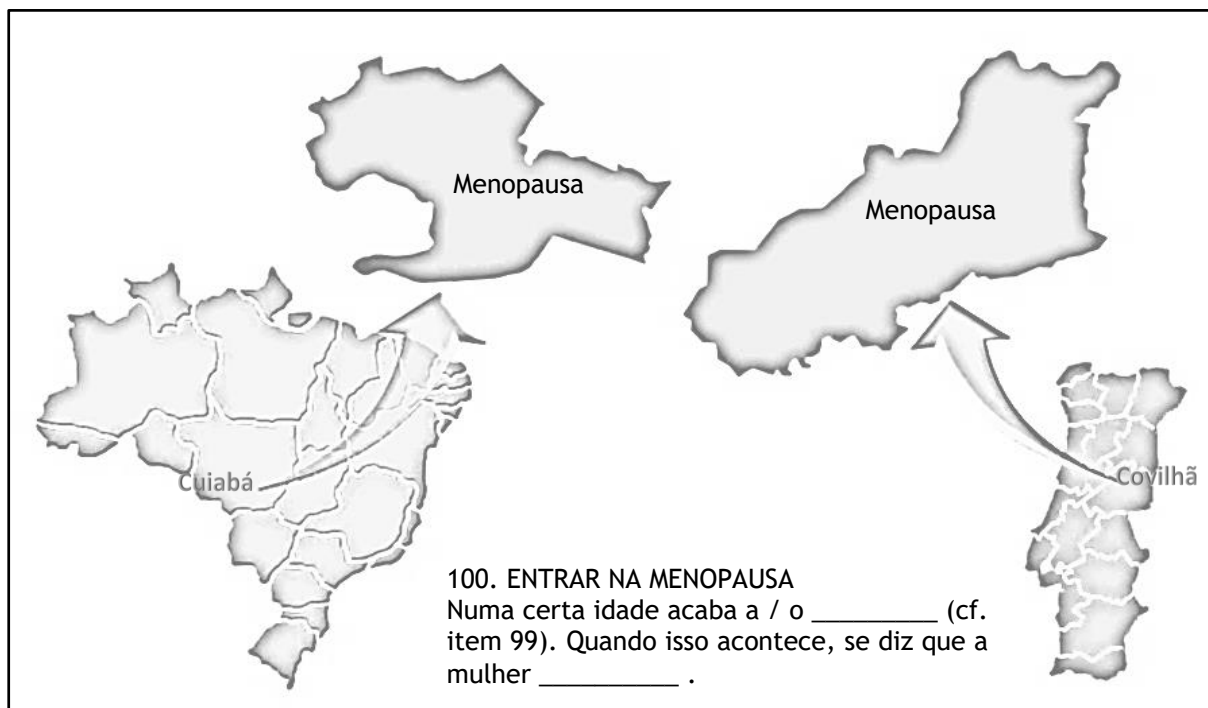 Menopausa
Menopausa
Cuiabá
Covilhã
100. ENTRAR NA MENOPAUSA
Numa certa idade acaba a / o _________ (cf.
item 99). Quando isso acontece, se diz que a
mulher __________ .